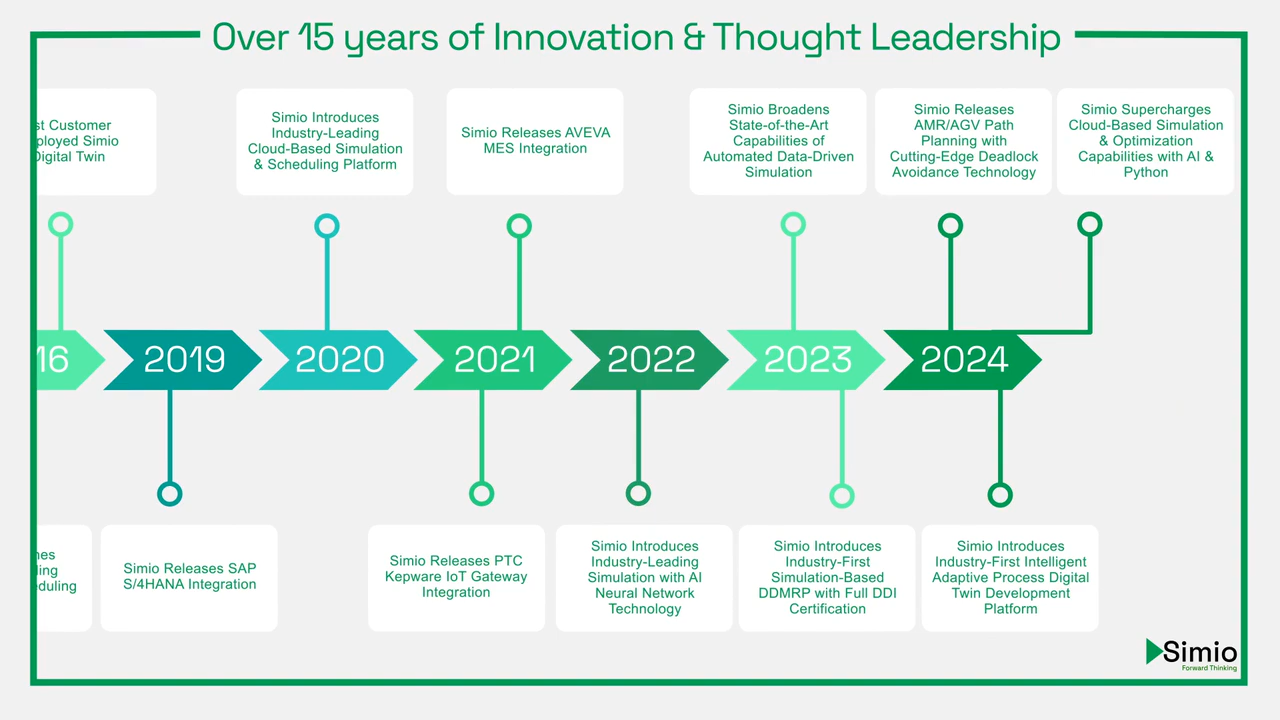 Over 15 years of Innovation & Thought Leadership
Customer
Simio
Digital Twin
Simio Introduces
Industry-Leading
Cloud-Based Simulation
& Scheduling Platform
Simio Releases AVEVA
MES Integration
Simio Broadens
State-of-the-Art
Capabilities of
Automated Data-Driven
Simulation
Simio Releases
AMR/AGV Path
Planning with
Cutting-Edge Deadlock
Avoidance Technology
Simio Supercharges
Cloud-Based Simulation
& Optimization
Capabilities with AI &
Python
16
2019
2020
2021
2022
2023
2024
Simio Releases SAP
S/4HANA Integration
Simio Releases PTC
Kepware IoT Gateway
Integration
Simio Introduces
Industry-Leading
Simulation with AI
Neural Network
Technology
Simio Introduces
Industry-First
Simulation-Based
DDMRP with Full DDI
Certification
Simio Introduces
Industry-First Intelligent
Adaptive Process Digital
Twin Development
Platform
Simio
Forward Thinking